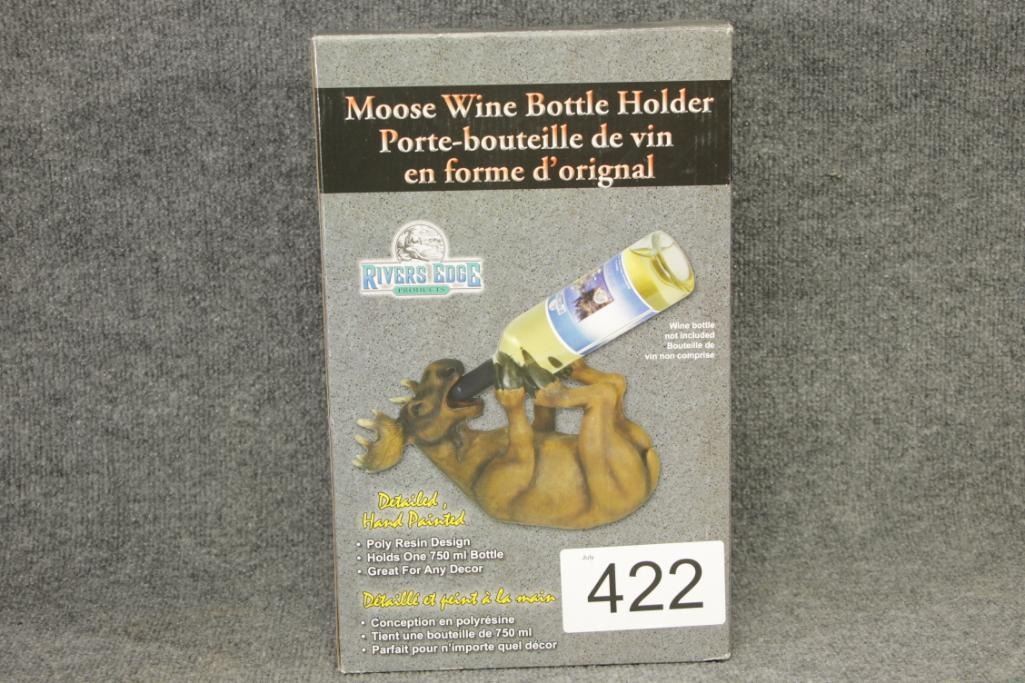 Moose Wine Bottle Holder
Porte-bouteille de vin
en forme d'orignal
RIVERS EDGE
PRODUCTS
Wine bottle
not included
Bouteille de
vin non comprise
Detailed,
Hand Painted
• Poly Resin Design
• Holds One 750 ml Bottle
• Great For Any Decor
Détaillé et peint à la main
• Conception en polyrésine
• Tient une bouteille de 750 ml
• Parfait pour n'importe quel décor
July
422